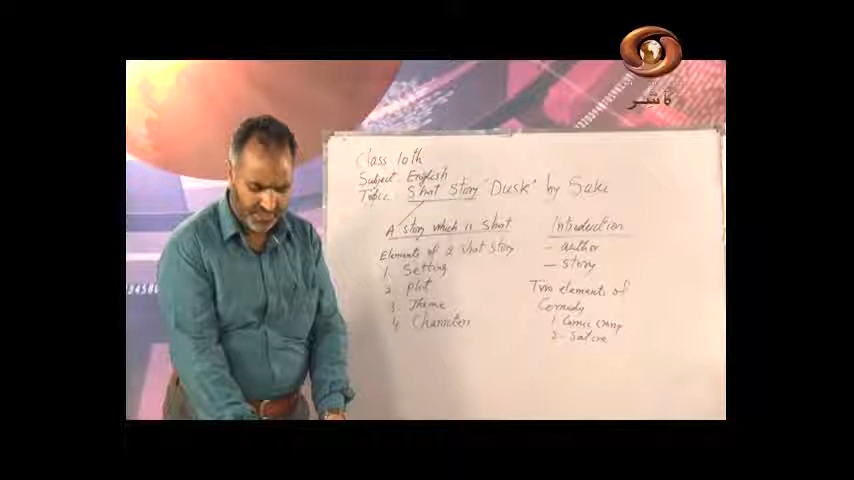 کاشر
Class 10th
Subject - English
Topic - Short Story "Dusk" by Saki
A story which is short
Elements of a short story
1. Setting
2. Plot
3. Theme
4. Characters
Introduction
- author
- story
Two elements of
Comedy
1. Comic
2 - Satire